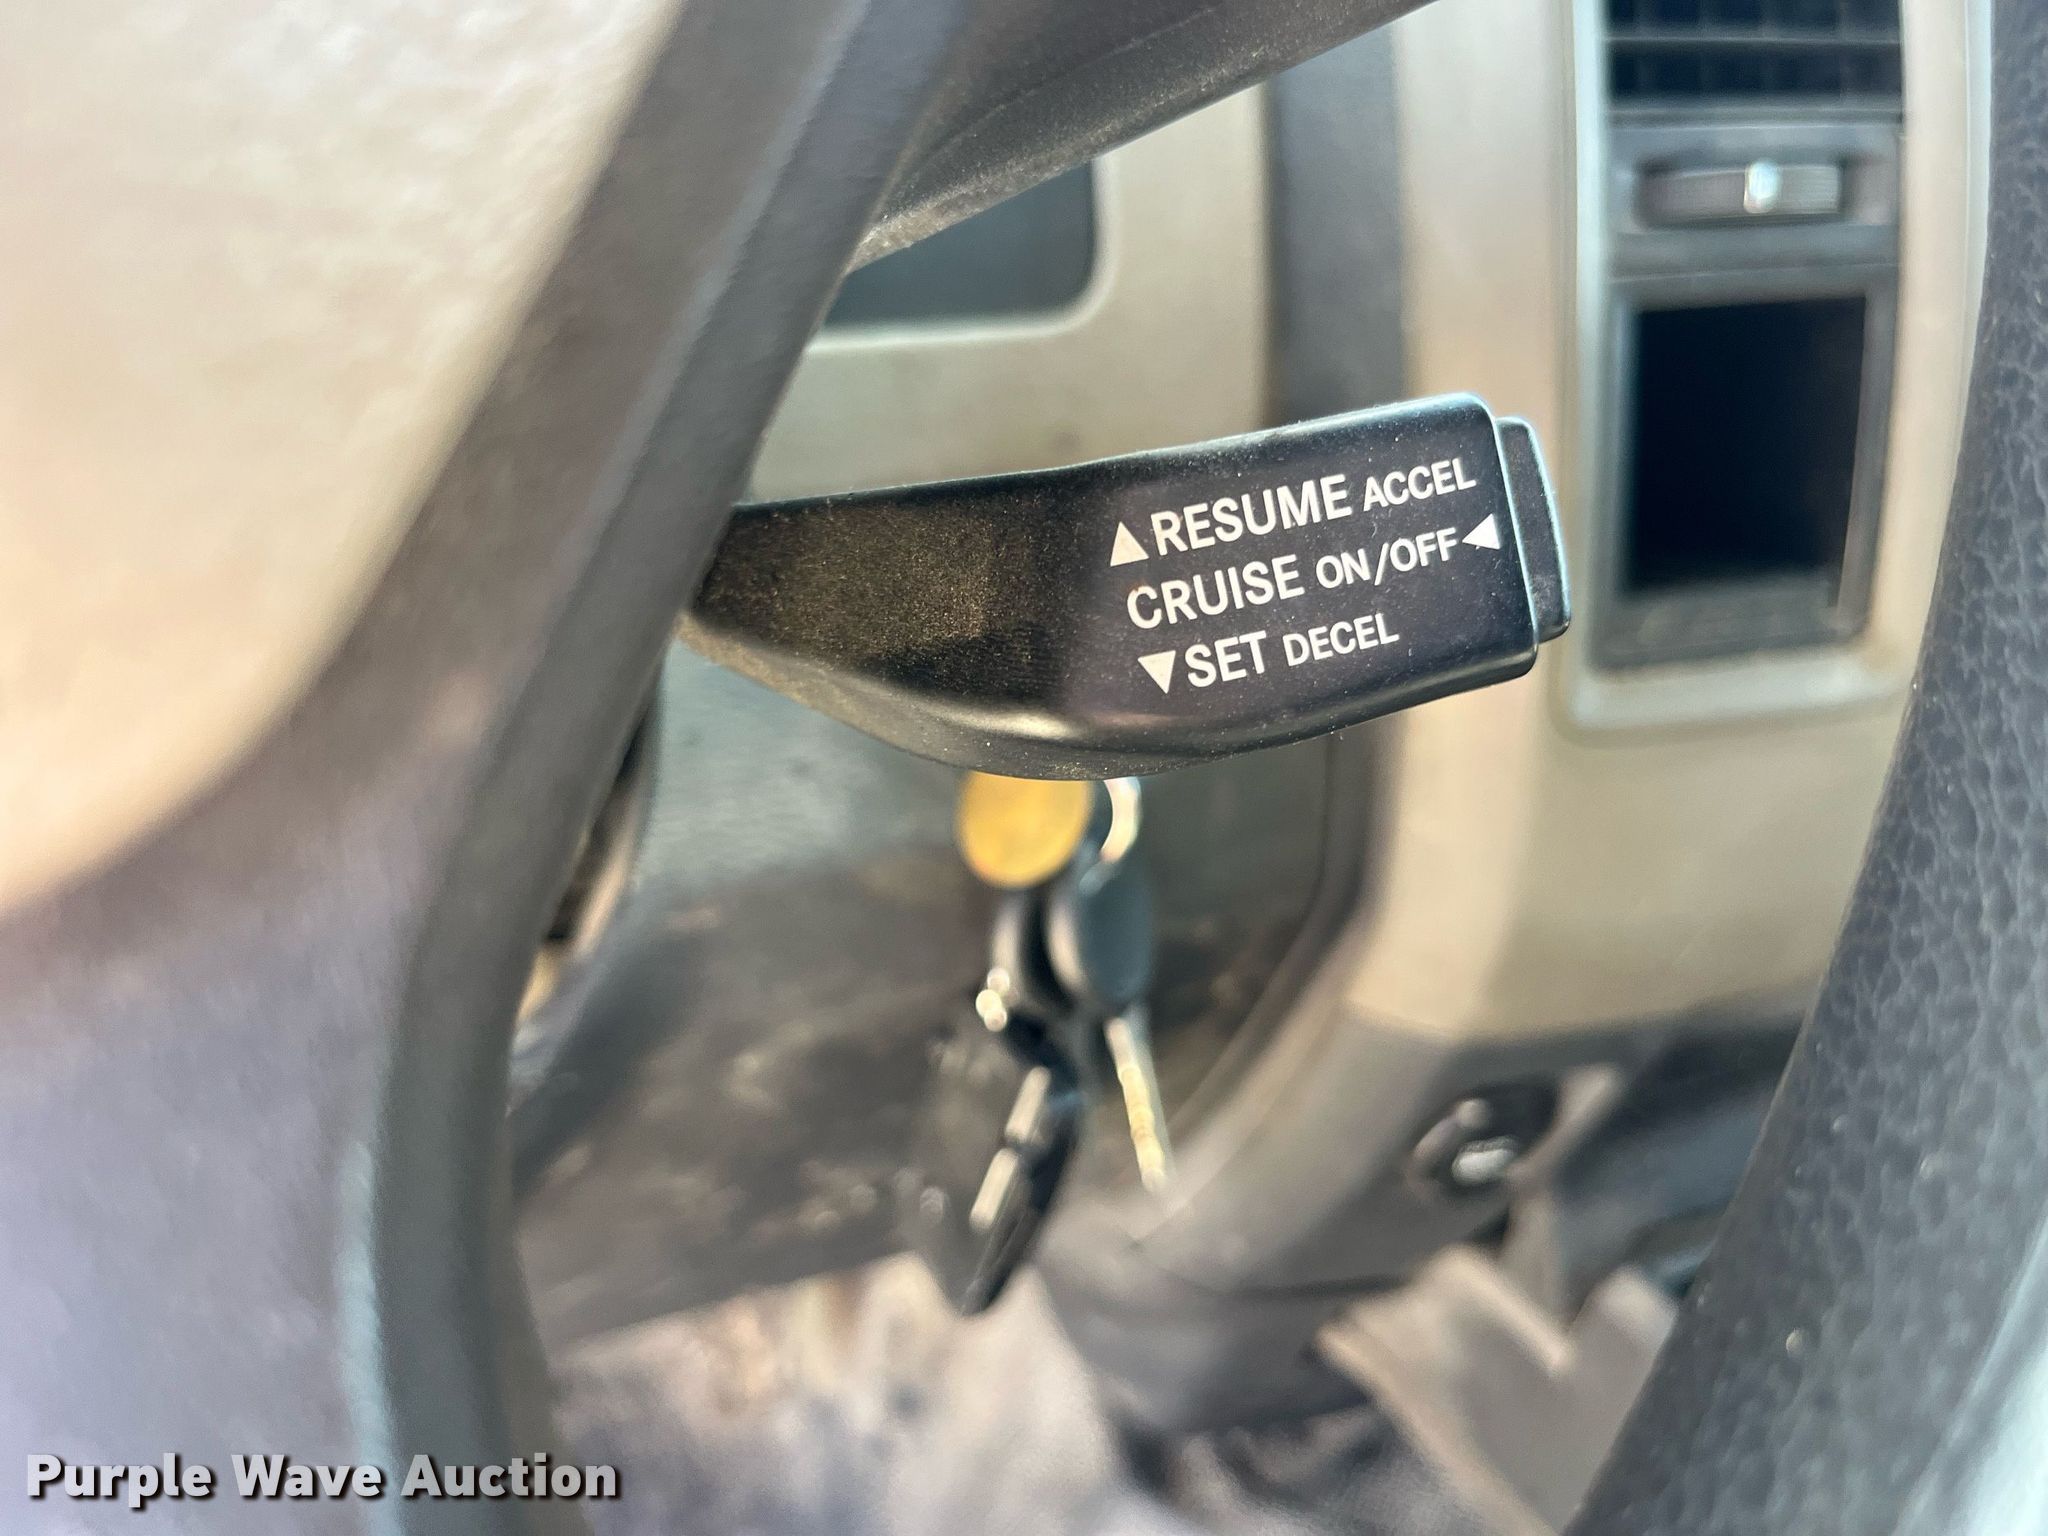 ▲RESUME ACCEL
CRUISE ON/OFF◀
▼SET DECEL
Purple Wave Auction